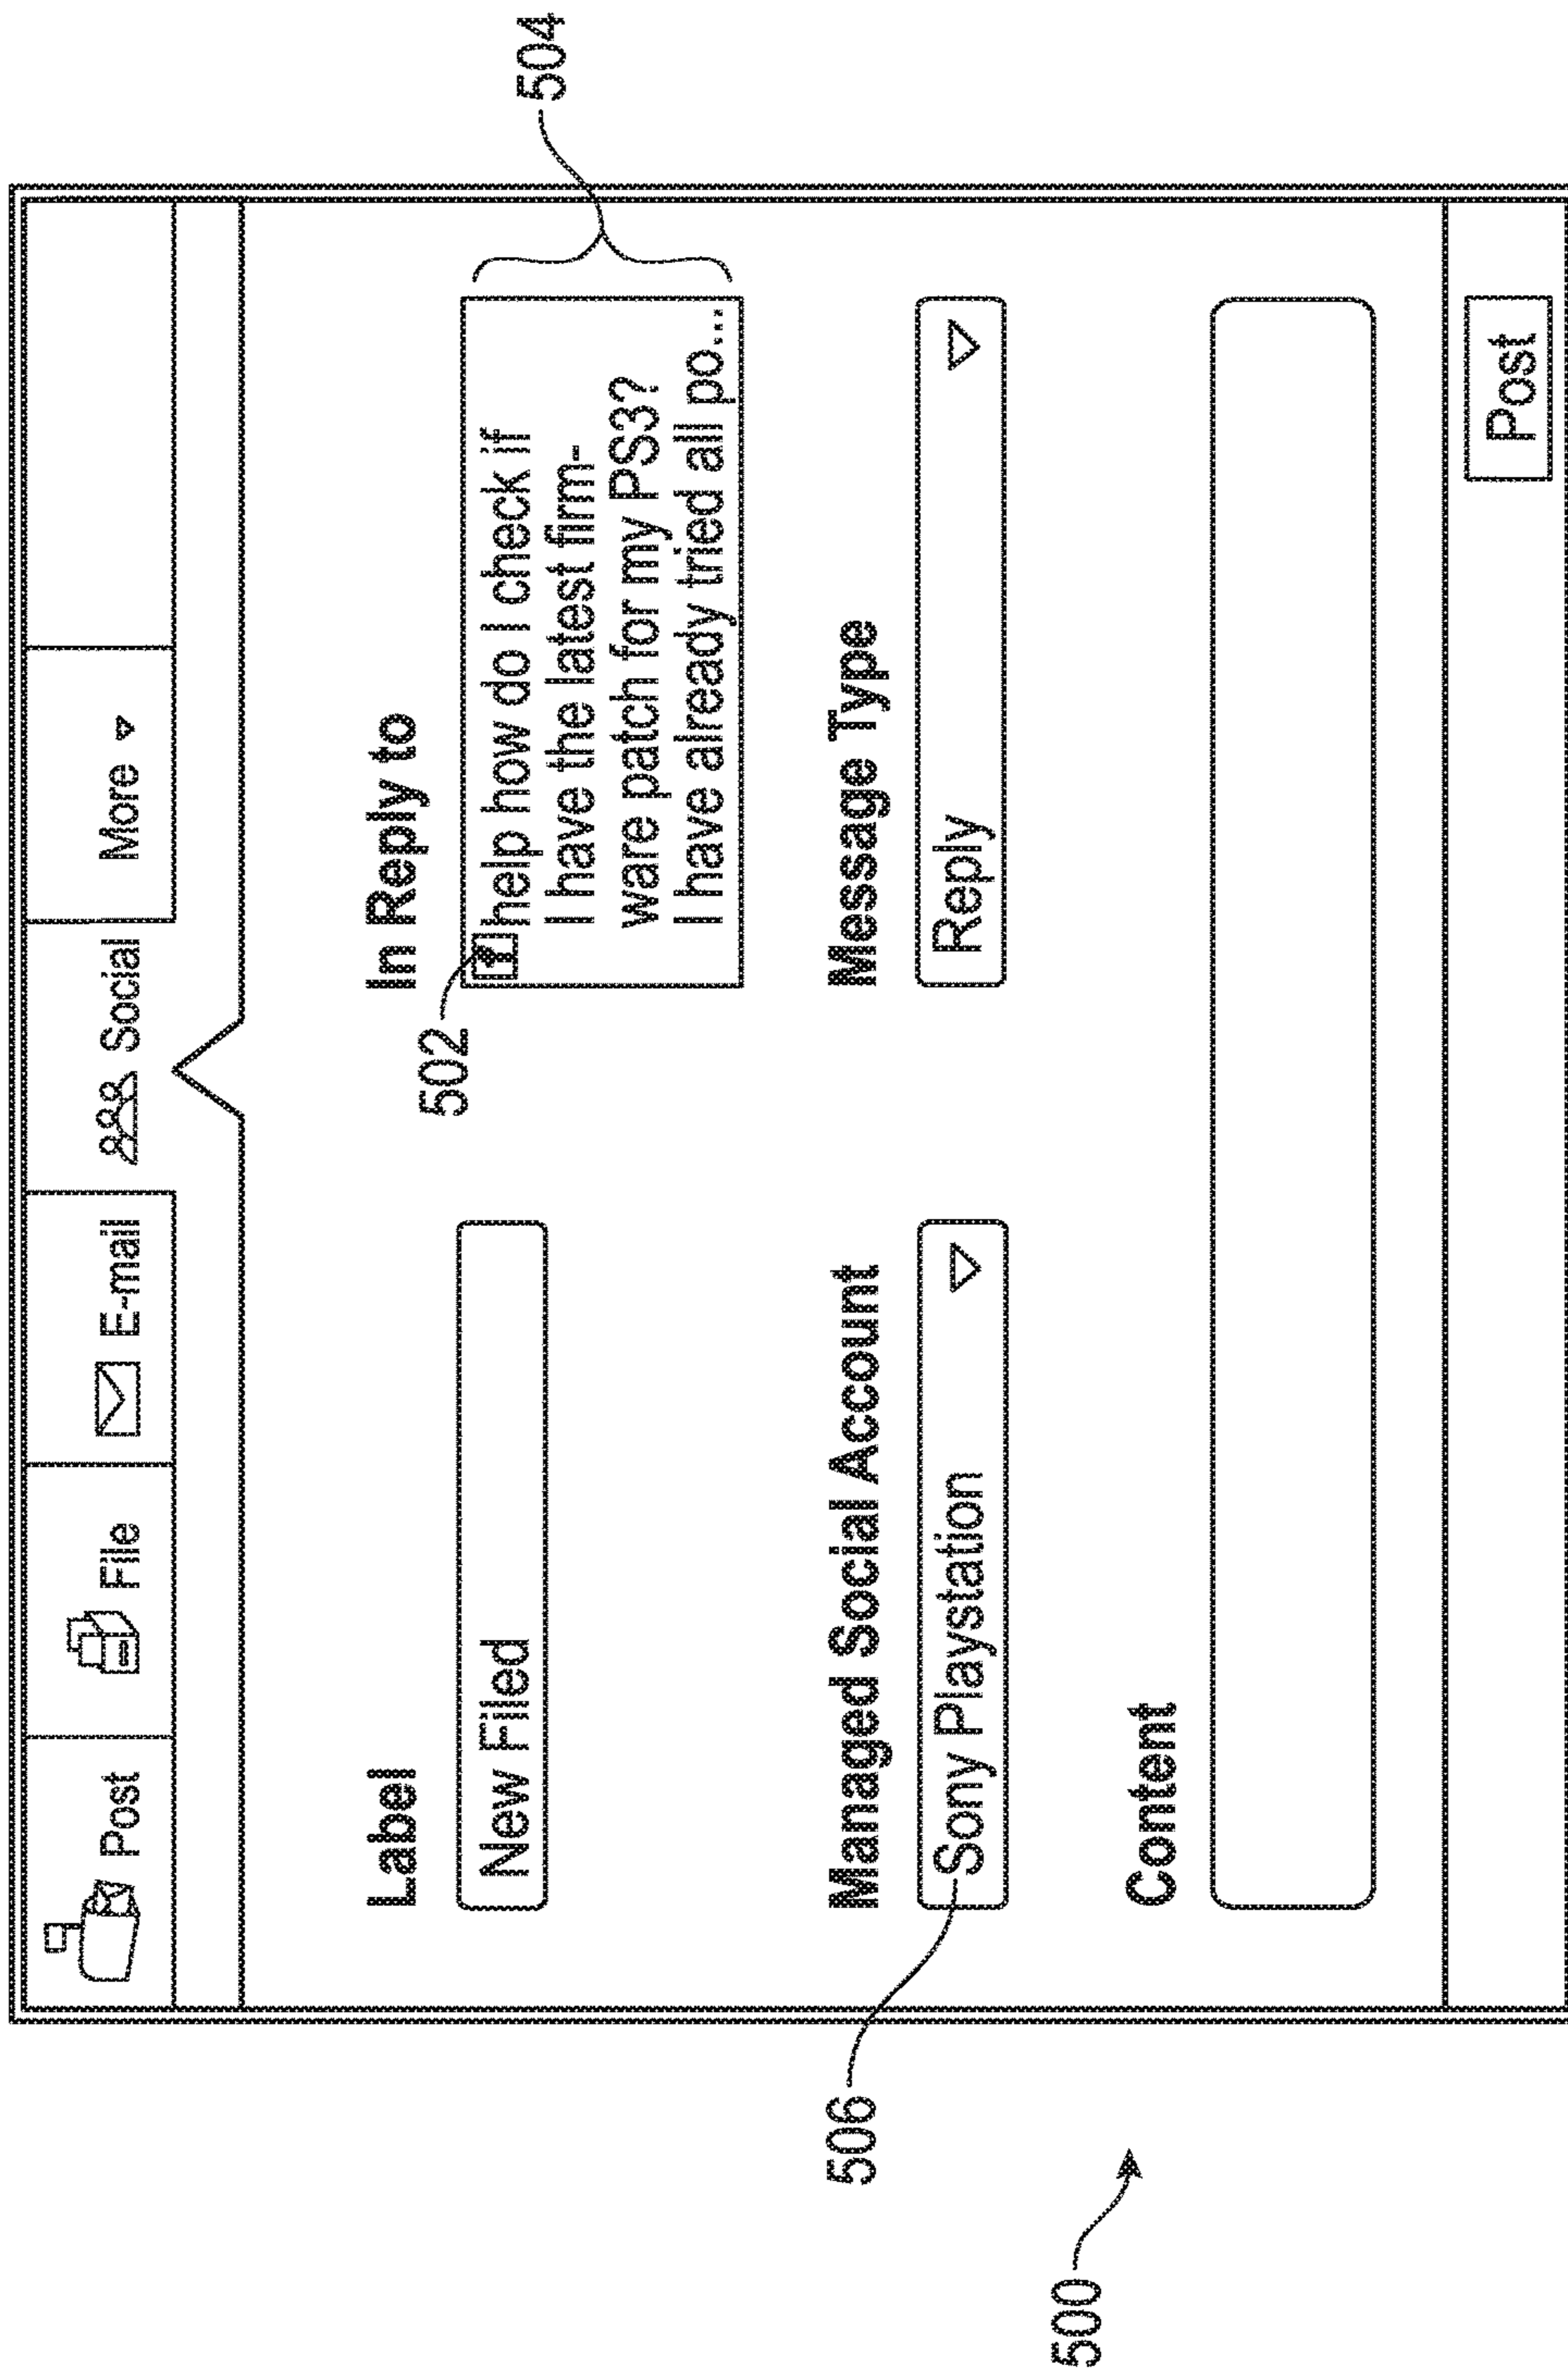 Post
File
E-mail
Social
More
Label
New Filed
In Reply to
502
help how do I check if
I have the latest firm-
ware patch for my PS3?
I have already tried all po...
504
Managed Social Account
Sony Playstation
506
Message Type
Reply
Content
500
Post